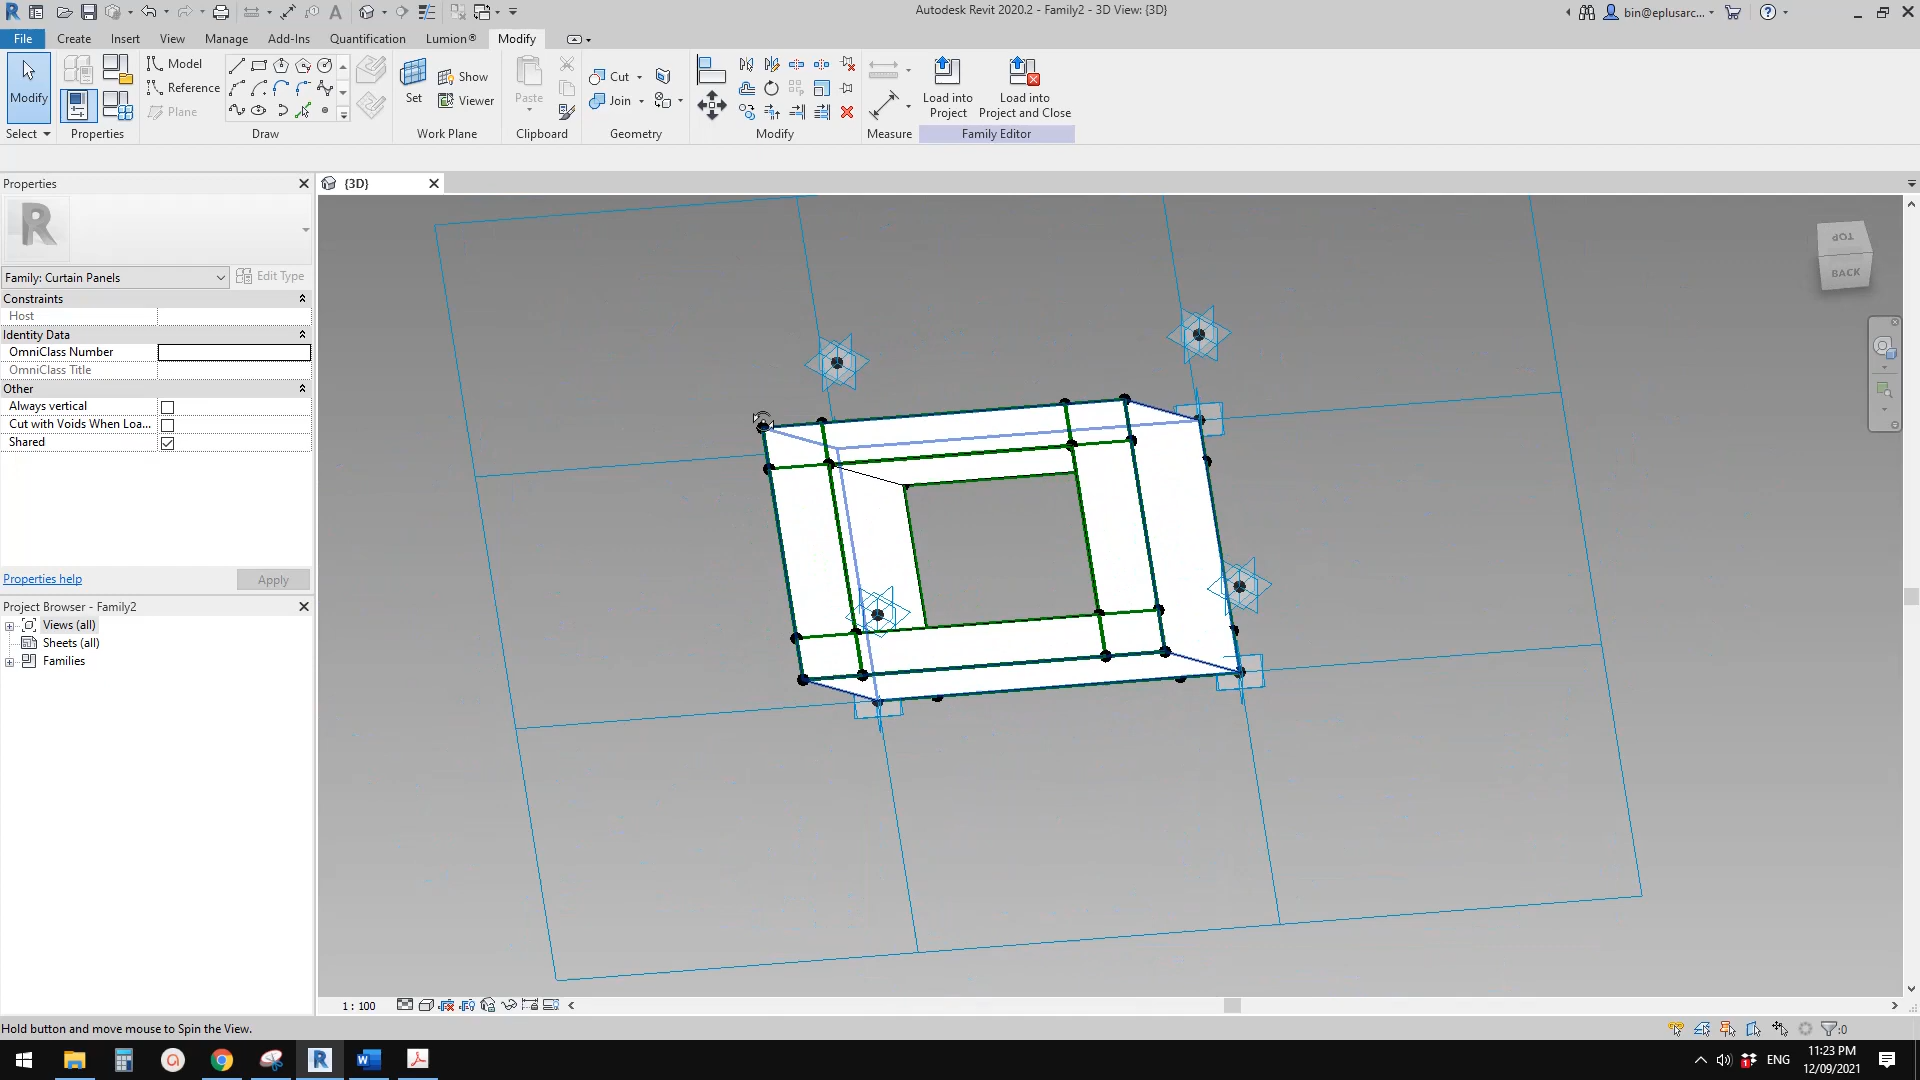 Autodesk Revit 2020.2 - Family2 - 3D View: {3D}
bin@eplusarc...
File Create Insert View Manage Add-Ins Quantification Lumion® Modify
Modify
Model
Reference
Plane
Set
Show
Viewer
Paste
Cut
Join
Load into
Project
Load into
Project and Close
Select Properties Draw Work Plane Clipboard Geometry Modify Measure Family Editor
Properties
{3D}
R
Family: Curtain Panels
Edit Type
Constraints
Host
Identity Data
OmniClass Number
OmniClass Title
Other
Always vertical
Cut with Voids When Loa...
Shared
Properties help
Apply
Project Browser - Family2
Views (all)
Sheets (all)
Families
TOP
BACK
1 : 100
Hold button and move mouse to Spin the View.
:0
ENG
11:23 PM
12/09/2021